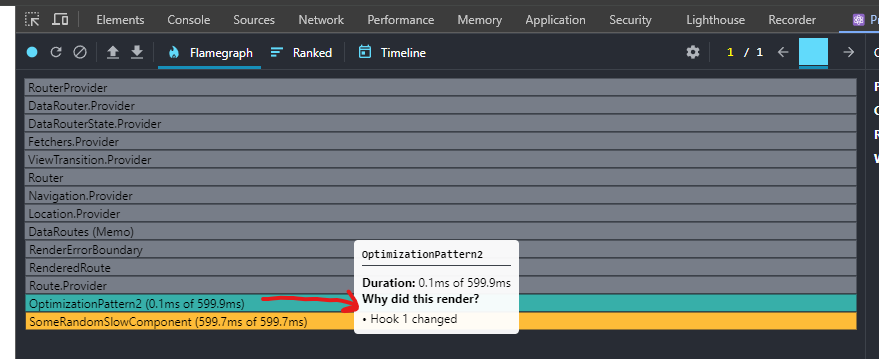 Elements Console Sources Network Performance Memory Application Security Lighthouse Recorder
Flamegraph Ranked Timeline 1 / 1
RouterProvider
DataRouter.Provider
DataRouterState.Provider
Fetchers.Provider
ViewTransition.Provider
Router
Navigation.Provider
Location.Provider
DataRoutes (Memo)
RenderErrorBoundary
RenderedRoute
Route.Provider
OptimizationPattern2 (0.1ms of 599.9ms)
SomeRandomSlowComponent (599.7ms of 599.7ms)
OptimizationPattern2
Duration: 0.1ms of 599.9ms
Why did this render?
• Hook 1 changed